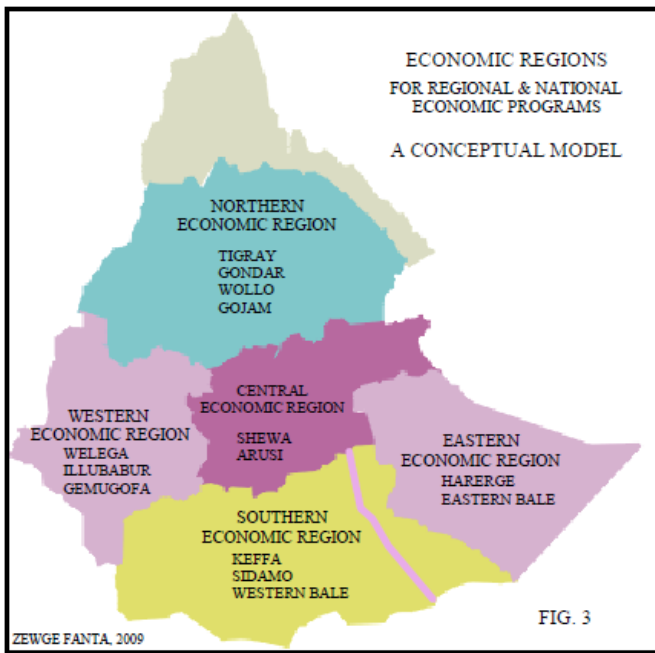 ECONOMIC REGIONS
FOR REGIONAL & NATIONAL
ECONOMIC PROGRAMS
A CONCEPTUAL MODEL
NORTHERN
ECONOMIC REGION
TIGRAY
GONDAR
WOLLO
GOJAM
CENTRAL
ECONOMIC REGION
SHEWA
ARUSI
WESTERN
ECONOMIC REGION
WELEGA
ILLUBABUR
GEMUGOFA
EASTERN
ECONOMIC REGION
HARERGE
EASTERN BALE
SOUTHERN
ECONOMIC REGION
KEFFA
SIDAMO
WESTERN BALE
FIG. 3
ZEWGE FANTA, 2009